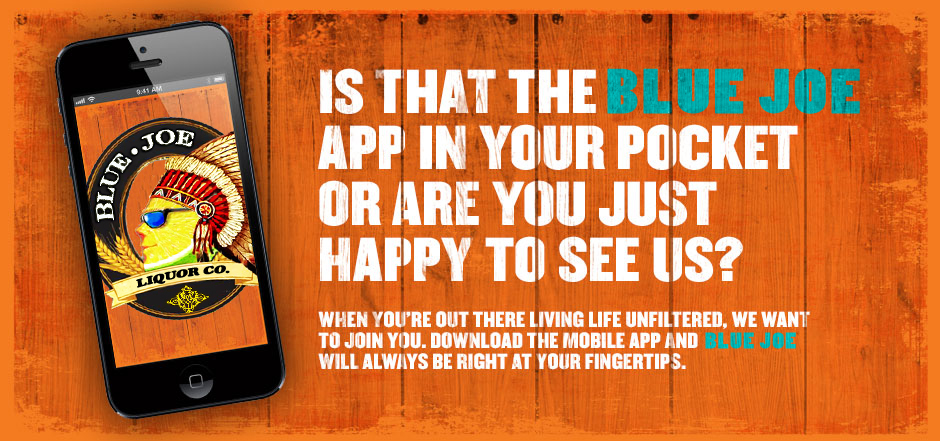 9:41 AM
BLUE • JOE
LIQUOR CO.
IS THAT THE BLUE JOE
APP IN YOUR POCKET
OR ARE YOU JUST
HAPPY TO SEE US?
WHEN YOU'RE OUT THERE LIVING LIFE UNFILTERED, WE WANT
TO JOIN YOU. DOWNLOAD THE MOBILE APP AND BLUE JOE
WILL ALWAYS BE RIGHT AT YOUR FINGERTIPS.